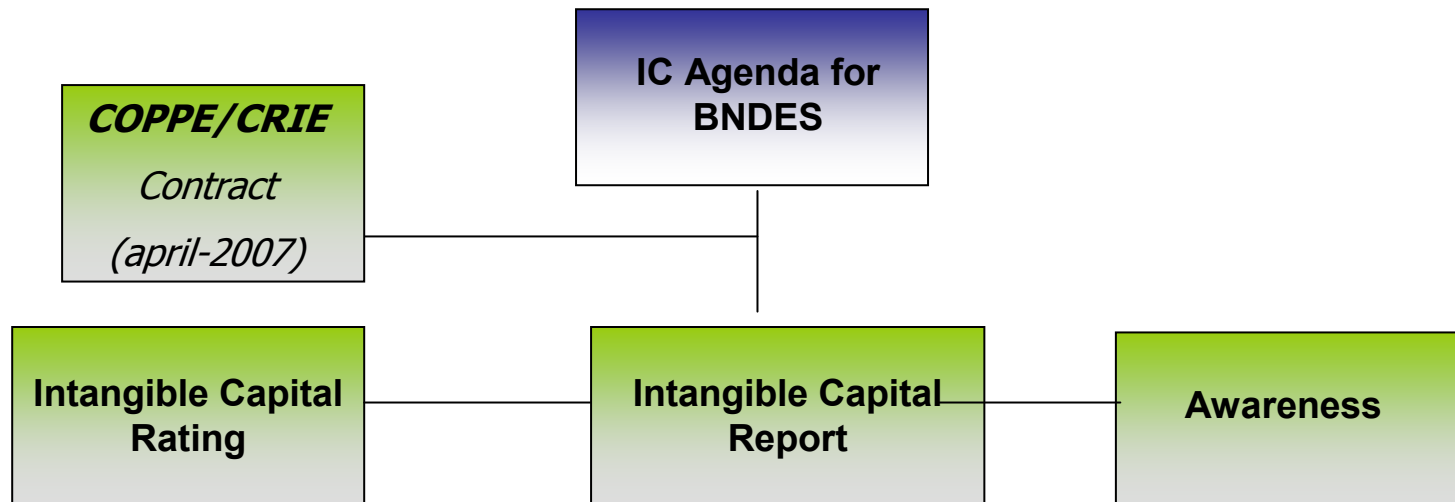 IC Agenda for
BNDES
COPPE/CRIE
Contract
(april-2007)
Intangible Capital
Rating
Intangible Capital
Report
Awareness